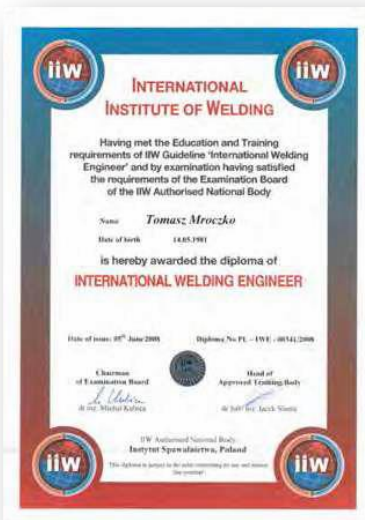 iiw
iiw
INTERNATIONAL
INSTITUTE OF WELDING
Having met the Education and Training
requirements of IIW Guideline 'International Welding
Engineer' and by examination having satisfied
the requirements of the Examination Board
of the IIW Authorised National Body
Name Tomasz Mroczko
Date of birth 14.05.1981
is hereby awarded the diploma of
INTERNATIONAL WELDING ENGINEER
Date of issue: 05th June 2008 Diploma No PL – IWE –
Chairman Head of
of Examination Board Approved Training Body
IIW Authorised National Body
Instytut Spawalnictwa, Poland
iiw
iiw